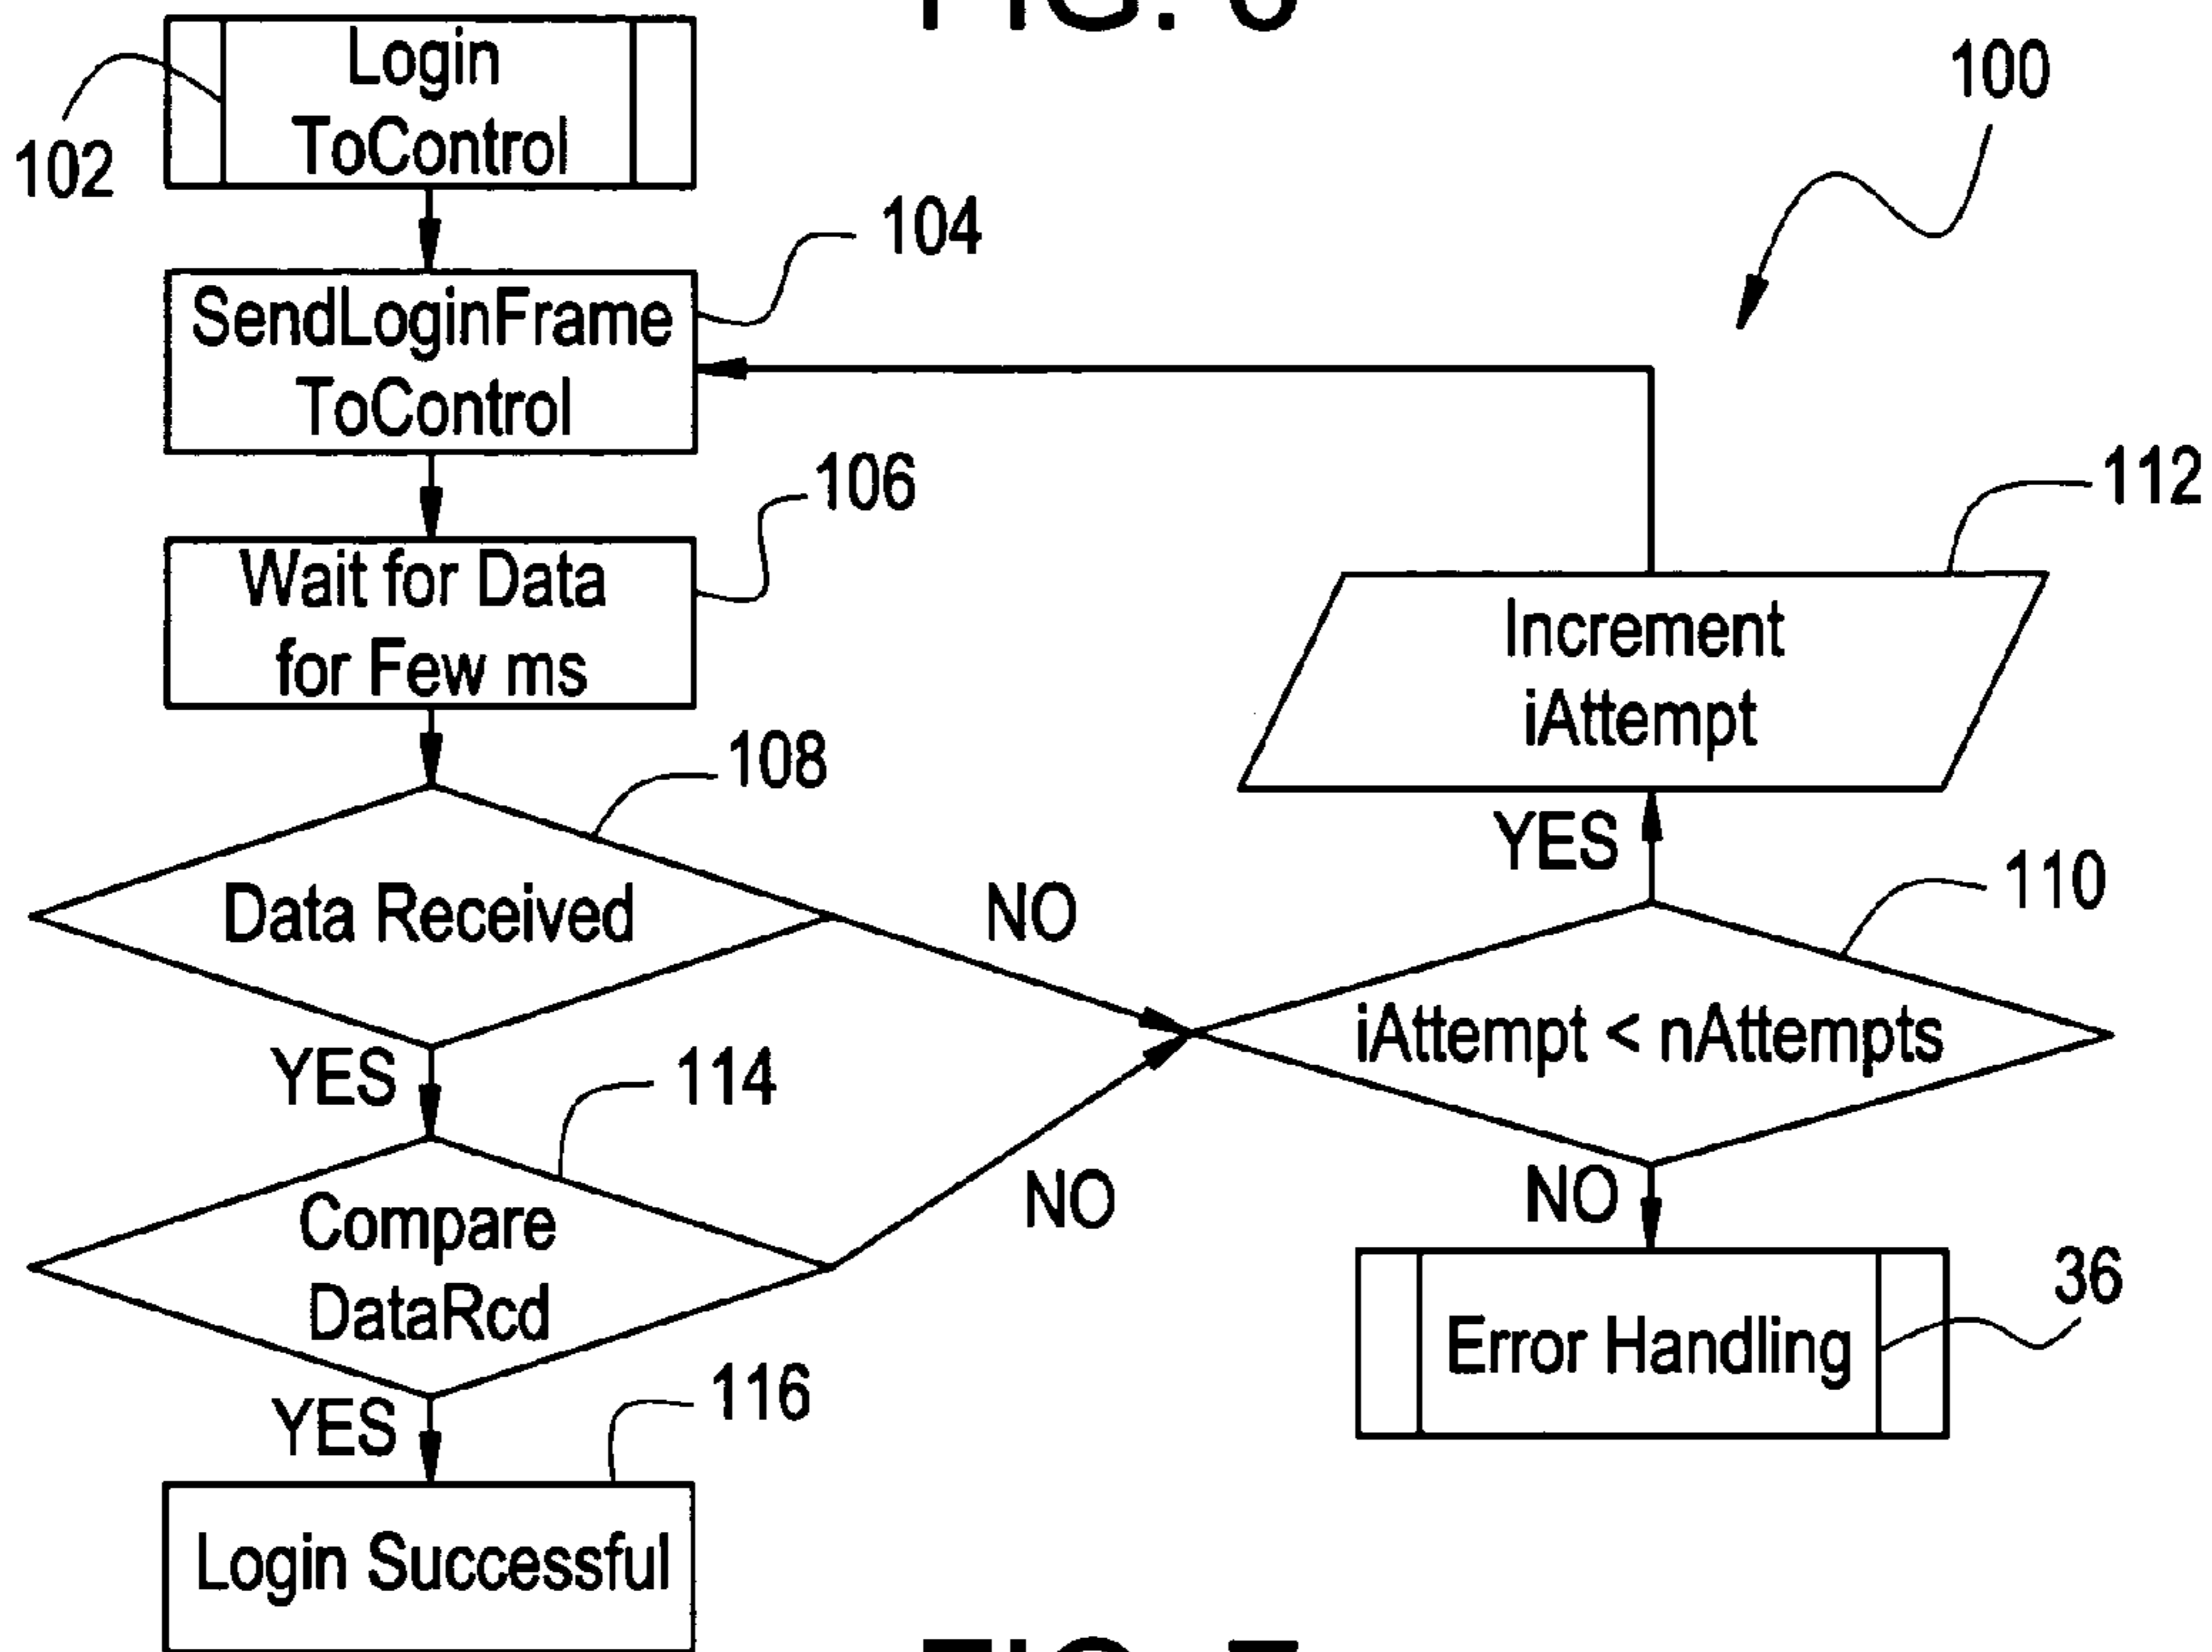 Login
ToControl
102
100
SendLoginFrame
ToControl
104
Wait for Data
for Few ms
106
112
Increment
iAttempt
108
Data Received
NO
YES
110
iAttempt < nAttempts
YES
114
Compare
DataRcd
NO
NO
36
Error Handling
YES
116
Login Successful